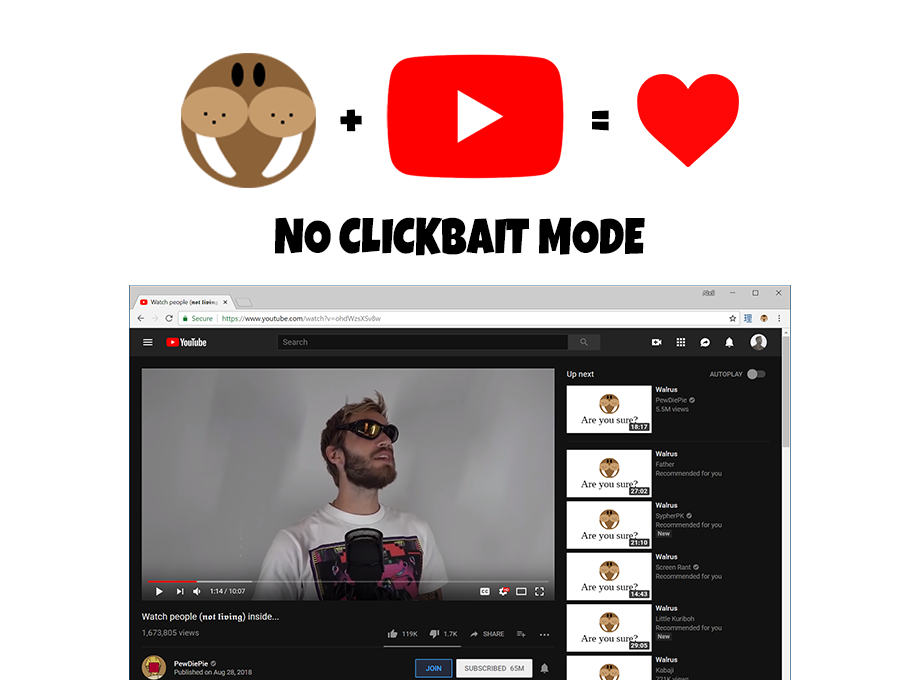 +
=
NO CLICKBAIT MODE
Watch people (𝖓𝖔𝖙 𝖑𝖎𝖛𝖎𝖓𝖌)
Secure
https://www.youtube.com/watch?v=ohdWzsXSv8w
理
YouTube
Search
Up next
AUTOPLAY
Walrus
PewDiePie
5.5M views
Are you sure?
18:17
Walrus
Father
Recommended for you
Are you sure?
27:02
Walrus
SypherPK
Recommended for you
New
Are you sure?
21:10
Walrus
Screen Rant
Recommended for you
Are you sure?
14:43
Walrus
Little Kuriboh
Recommended for you
New
Are you sure?
29:05
Walrus
Kabaji
771K views
1:14 / 10:07
Watch people (𝖓𝖔𝖙 𝖑𝖎𝖛𝖎𝖓𝖌) inside...
1,673,805 views
119K
1.7K
SHARE
PewDiePie
Published on Aug 28, 2018
JOIN
SUBSCRIBED 65M